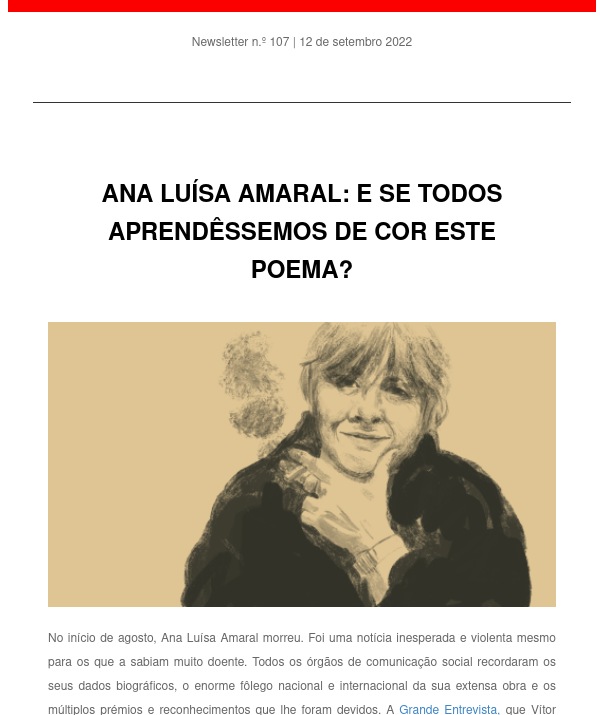 Newsletter n.º 107 | 12 de setembro 2022
ANA LUÍSA AMARAL: E SE TODOS
APRENDÊSSEMOS DE COR ESTE
POEMA?
No início de agosto, Ana Luísa Amaral morreu. Foi uma notícia inesperada e violenta mesmo
para os que a sabiam muito doente. Todos os órgãos de comunicação social recordaram os
seus dados biográficos, o enorme fôlego nacional e internacional da sua extensa obra e os
múltiplos prémios e reconhecimentos que lhe foram devidos. A Grande Entrevista, que Vítor